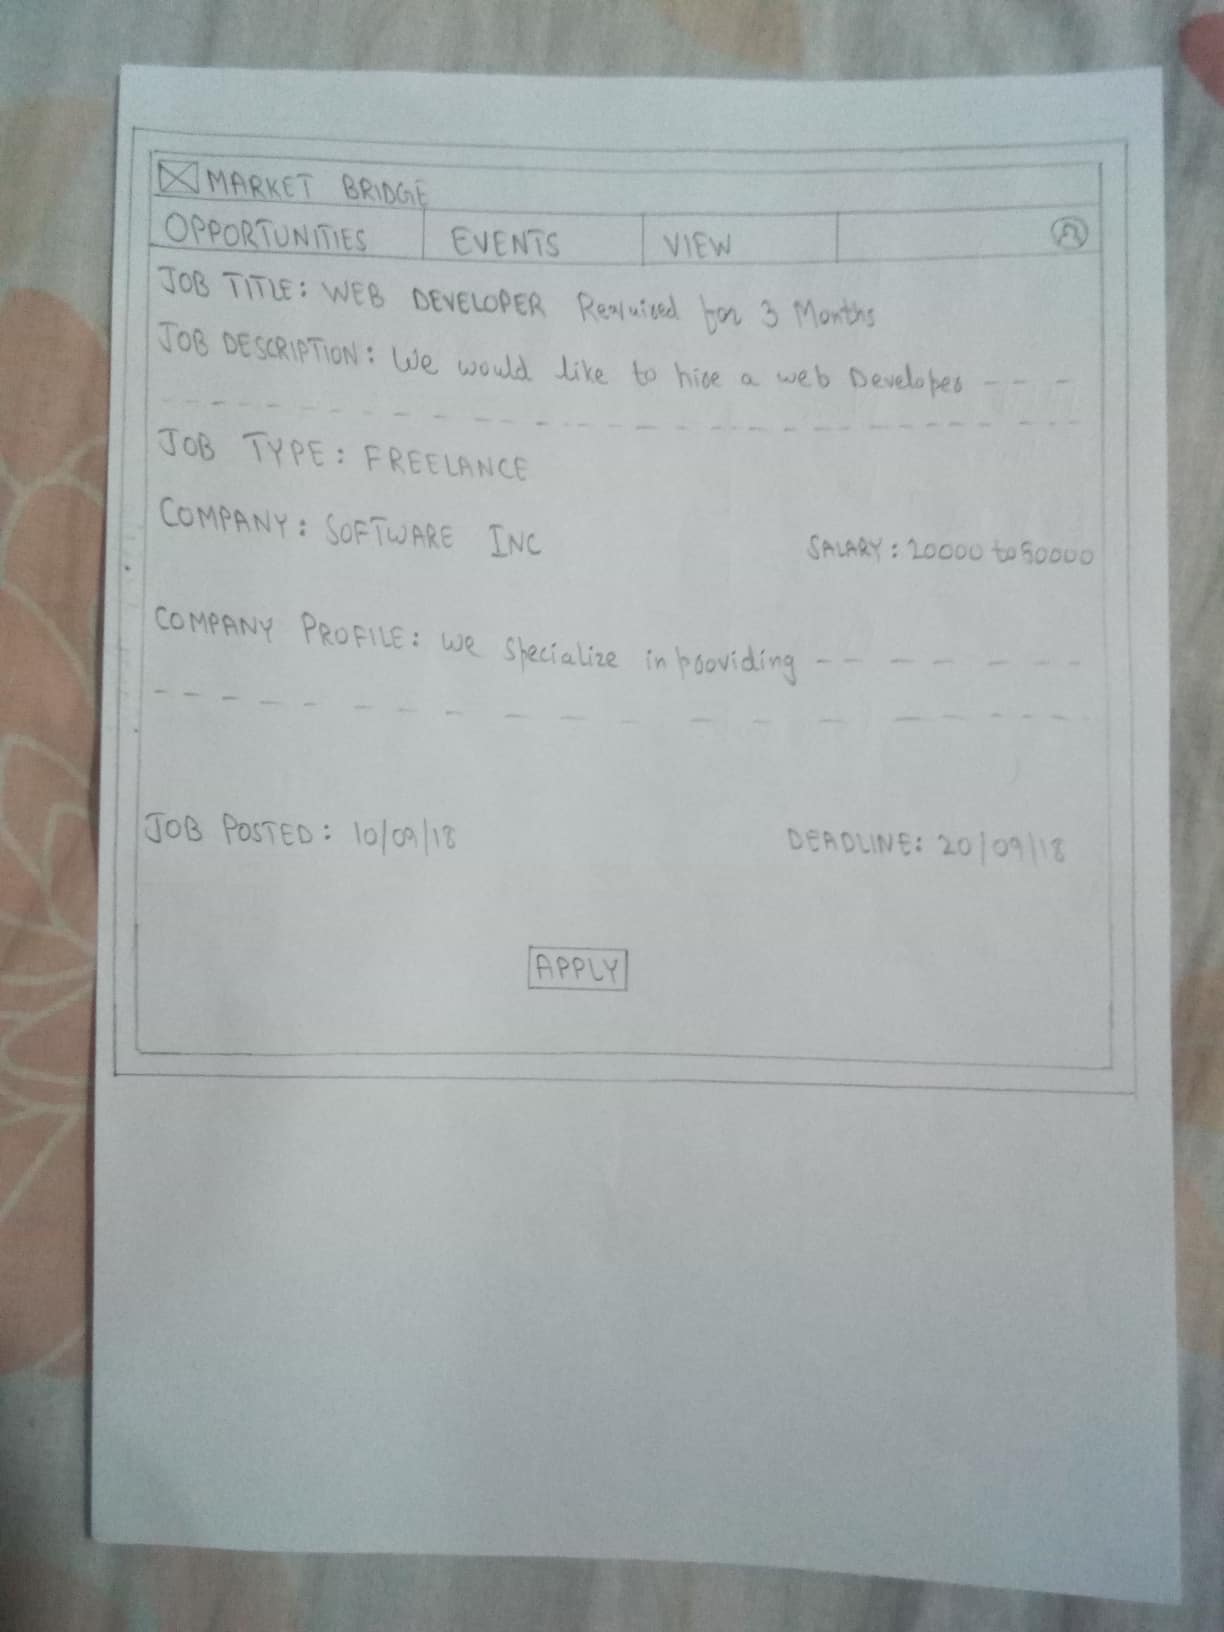 MARKET BRIDGE
OPPORTUNITIES EVENTS VIEW
JOB TITLE: WEB DEVELOPER Required for 3 Months
JOB DESCRIPTION: We would like to hire a web Developer
JOB TYPE: FREELANCE
COMPANY: SOFTWARE INC
SALARY: 20000 to 50000
COMPANY PROFILE: We specialize in providing
JOB POSTED: 10/09/18
DEADLINE: 20/09/18
APPLY